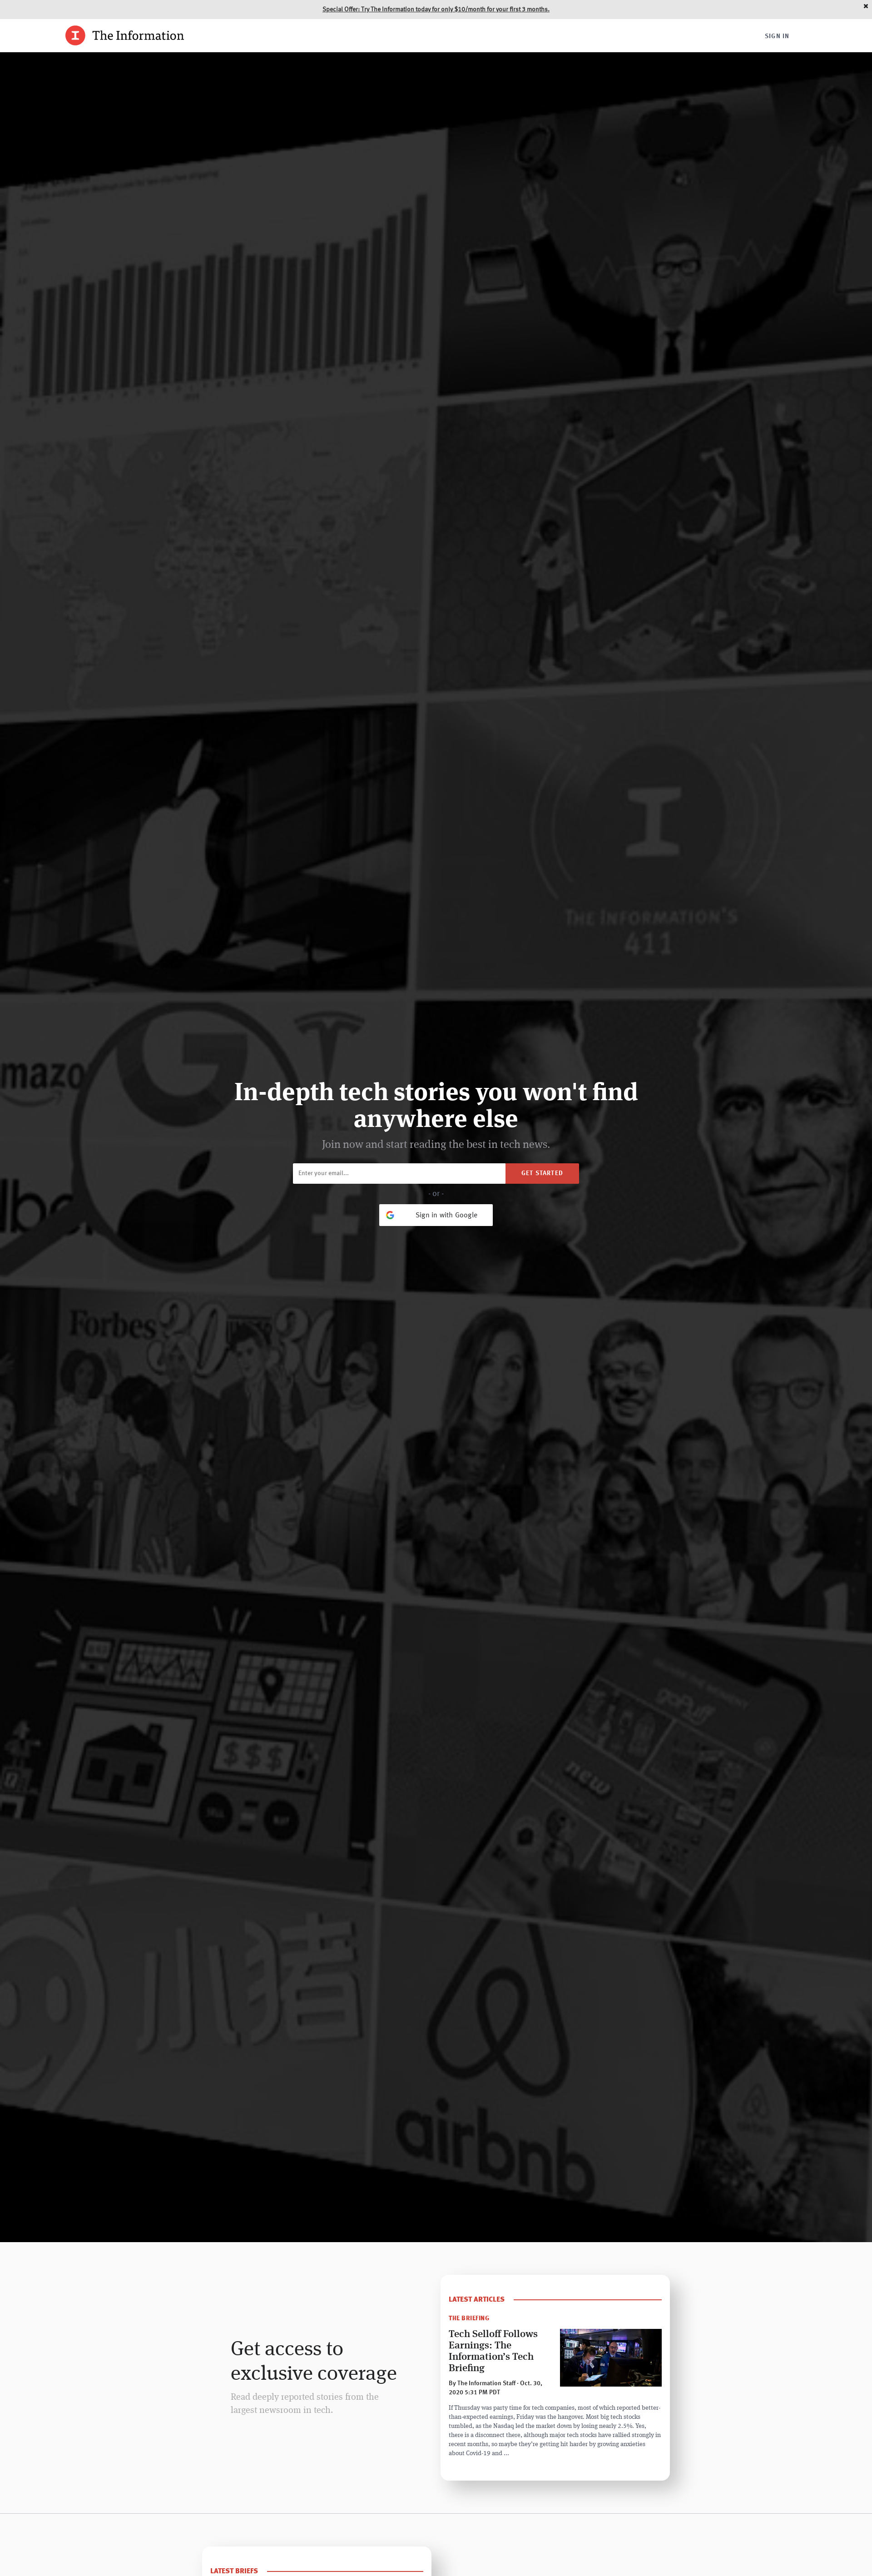 Special Offer: Try The Information today for only $10/month for your first 3 months.
✖
I The Information
SIGN IN
I
THE INFORMATION'S
411
Forbes
In-depth tech stories you won't find
anywhere else
Join now and start reading the best in tech news.
Enter your email...
GET STARTED
- or -
Sign in with Google
goPuff
new
$$$
小猪
airbnb
Get access to
exclusive coverage
Read deeply reported stories from the
largest newsroom in tech.
LATEST ARTICLES
THE BRIEFING
Tech Selloff Follows
Earnings: The
Information's Tech
Briefing
By The Information Staff · Oct. 30,
2020 5:31 PM PDT
If Thursday was party time for tech companies, most of which reported better-
than-expected earnings, Friday was the hangover. Most big tech stocks
tumbled, as the Nasdaq led the market down by losing nearly 2.5%. Yes,
there is a disconnect there, although major tech stocks have rallied strongly in
recent months, so maybe they're getting hit harder by growing anxieties
about Covid-19 and ...
LATEST BRIEFS